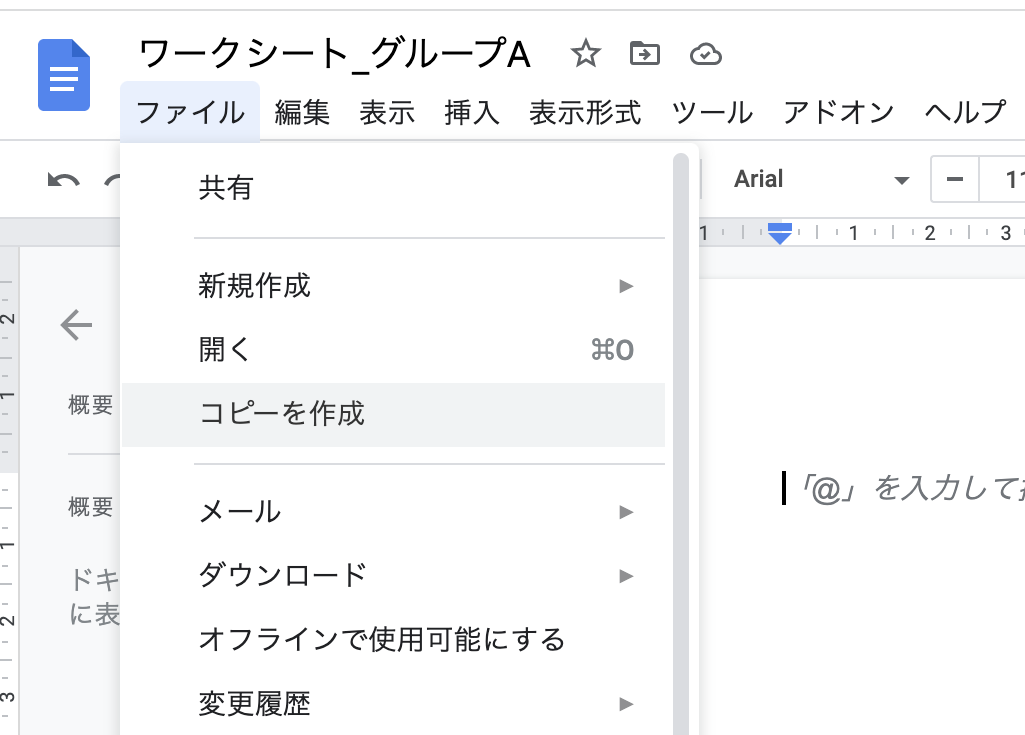 ワークシート_グループA
ファイル 編集 表示 挿入 表示形式 ツール アドオン ヘルプ
Arial
11
共有
新規作成
開く ⌘O
コピーを作成
メール
ダウンロード
オフラインで使用可能にする
変更履歴
1 1 2 3
2
1
1
2
3
概要
概要
ドキ
に表
「@」を入力して